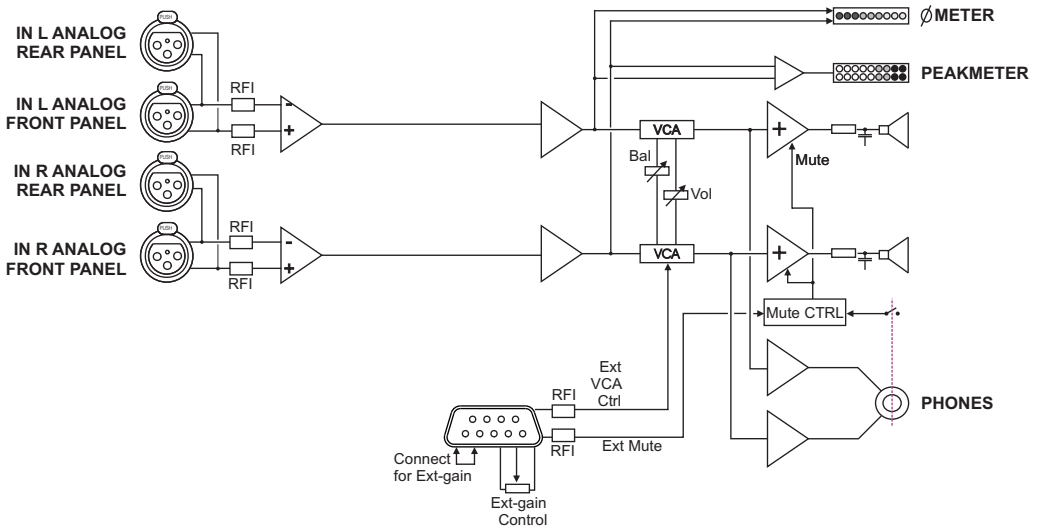 IN L ANALOG
REAR PANEL
PUSH
RFI
IN L ANALOG
FRONT PANEL
PUSH
-
+
RFI
IN R ANALOG
REAR PANEL
PUSH
RFI
IN R ANALOG
FRONT PANEL
PUSH
-
+
RFI
Ø METER
PEAKMETER
VCA
+
Mute
Bal
Vol
VCA
+
Mute CTRL
Ext
VCA
Ctrl
RFI
PHONES
RFI
Ext Mute
Connect
for Ext-gain
Ext-gain
Control